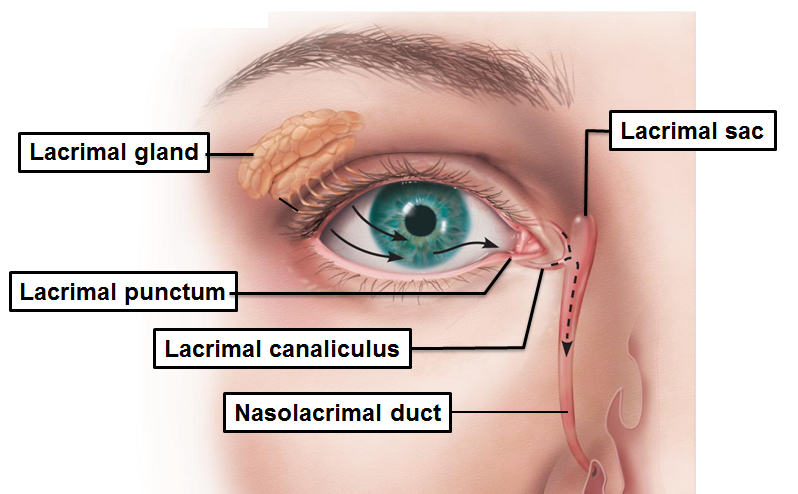 Lacrimal sac
Lacrimal gland
Lacrimal punctum
Lacrimal canaliculus
Nasolacrimal duct